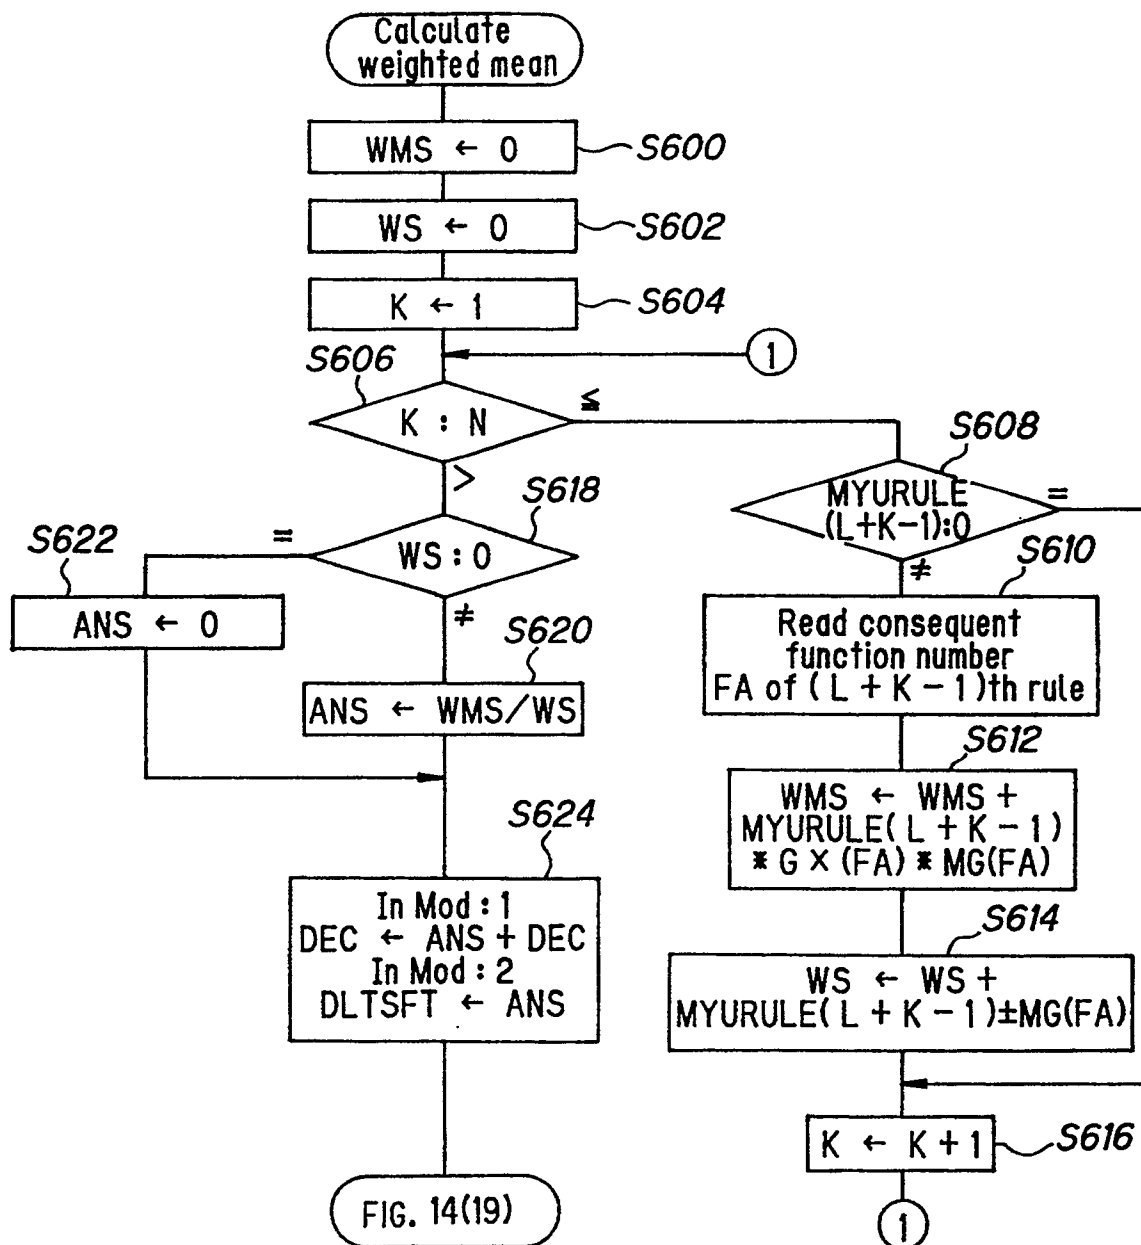 Calculate
weighted mean
WMS ← 0
S600
WS ← 0
S602
K ← 1
S604
1
S606
K : N
≦
>
S608
MYURULE
(L+K-1):0
=
≠
S618
WS : 0
=
≠
S622
ANS ← 0
S610
Read consequent
function number
FA of (L + K - 1)th rule
S620
ANS ← WMS/WS
S612
WMS ← WMS +
MYURULE( L + K - 1)
* G × (FA) * MG(FA)
S624
In Mod : 1
DEC ← ANS + DEC
In Mod : 2
DLTSFT ← ANS
S614
WS ← WS +
MYURULE( L + K - 1)±MG(FA)
K ← K + 1
S616
FIG. 14(19)
1